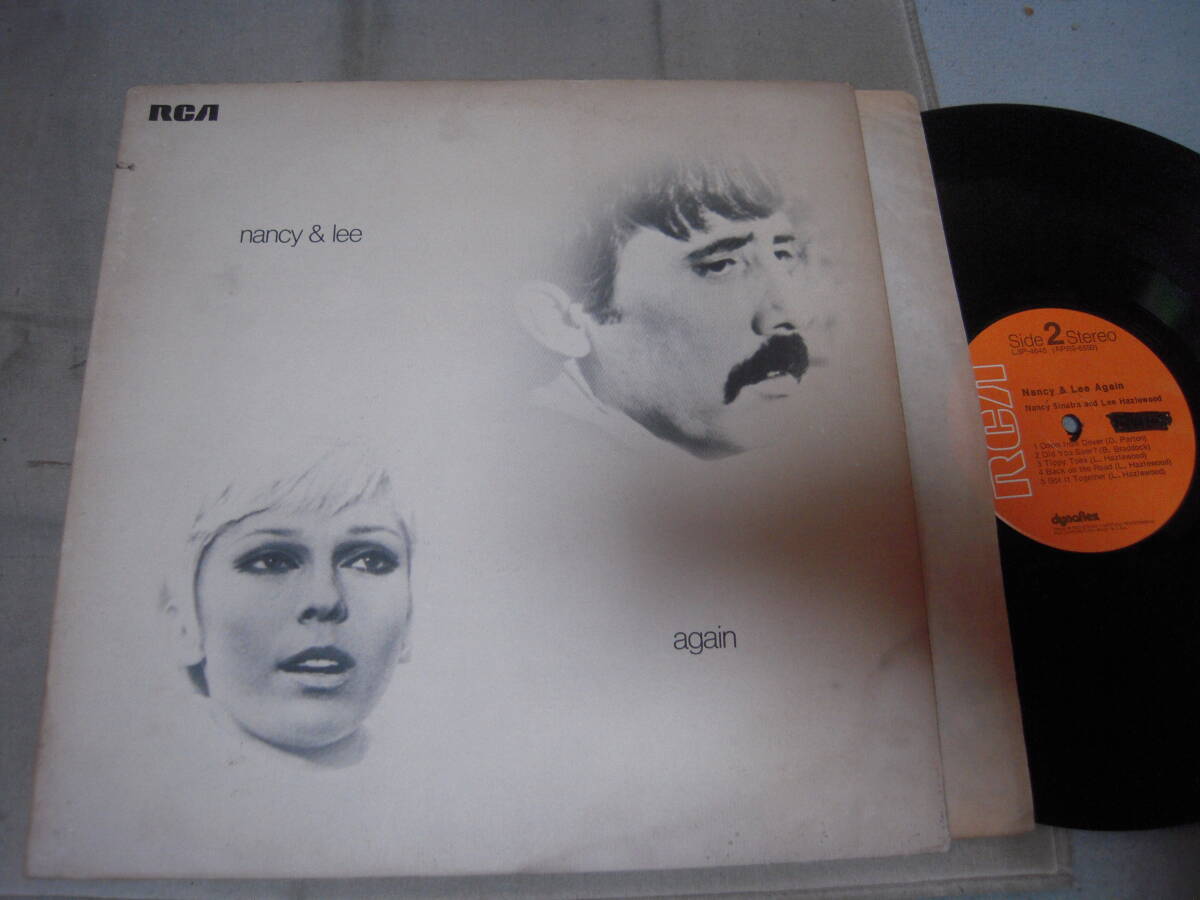 RCA
nancy & lee
again
Side 2 Stereo
LSP-4645
RCA
Nancy & Lee Again
Nancy Sinatra and Lee Hazlewood
1 Down from Dover (D. Parton)
2 Did You Ever? (B. Braddock)
3 Tippy Toes (L. Hazlewood)
4 Back on the Road (L. Hazlewood)
5 Got It Together (L. Hazlewood)
dynaflex